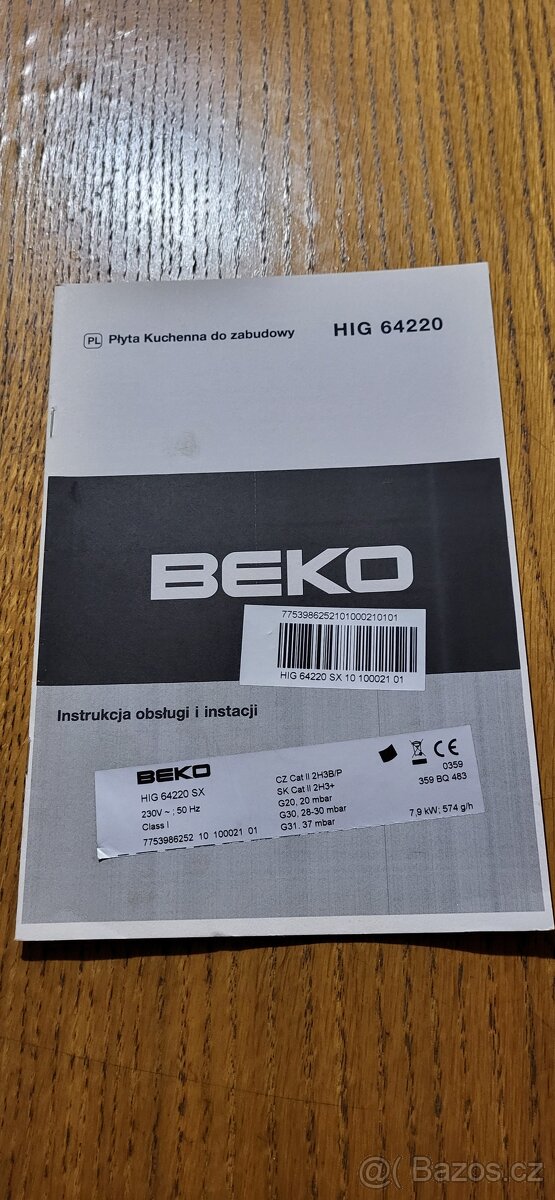 PL Płyta Kuchenna do zabudowy HIG 64220
BEKO
7753986252101000210101
HIG 64220 SX 10 100021 01
Instrukcja obsługi i instacji
BEKO
HIG 64220 SX
230V ~ ; 50 Hz
Class I
7753986252 10 100021 01
CZ Cat II 2H3B/P
SK Cat II 2H3+
G20, 20 mbar
G30, 28-30 mbar
G31, 37 mbar
CE
0359
359 BQ 483
7,9 kW; 574 g/h
Bazos.cz